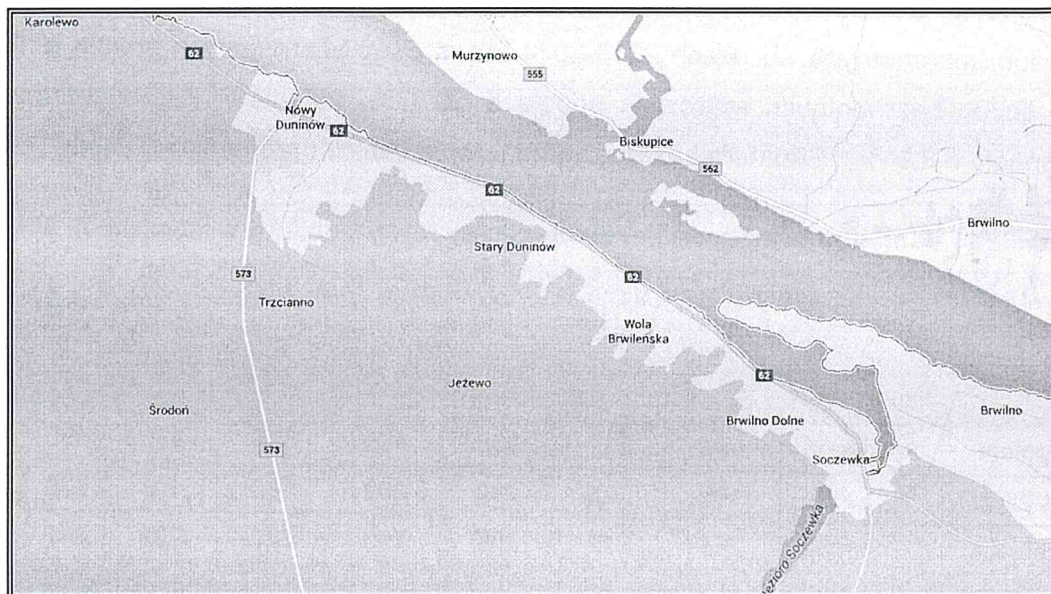 Karolewo
62
Murzynowo
555
Nowy
Duninów
62
Biskupice
562
62
Brwilno
Stary Duninów
573
62
Trzcianno
Wola
Brwileńska
62
Jeżewo
Środoń
Brwilno
Brwilno Dolne
573
Soczewka
Jezioro Soczewka